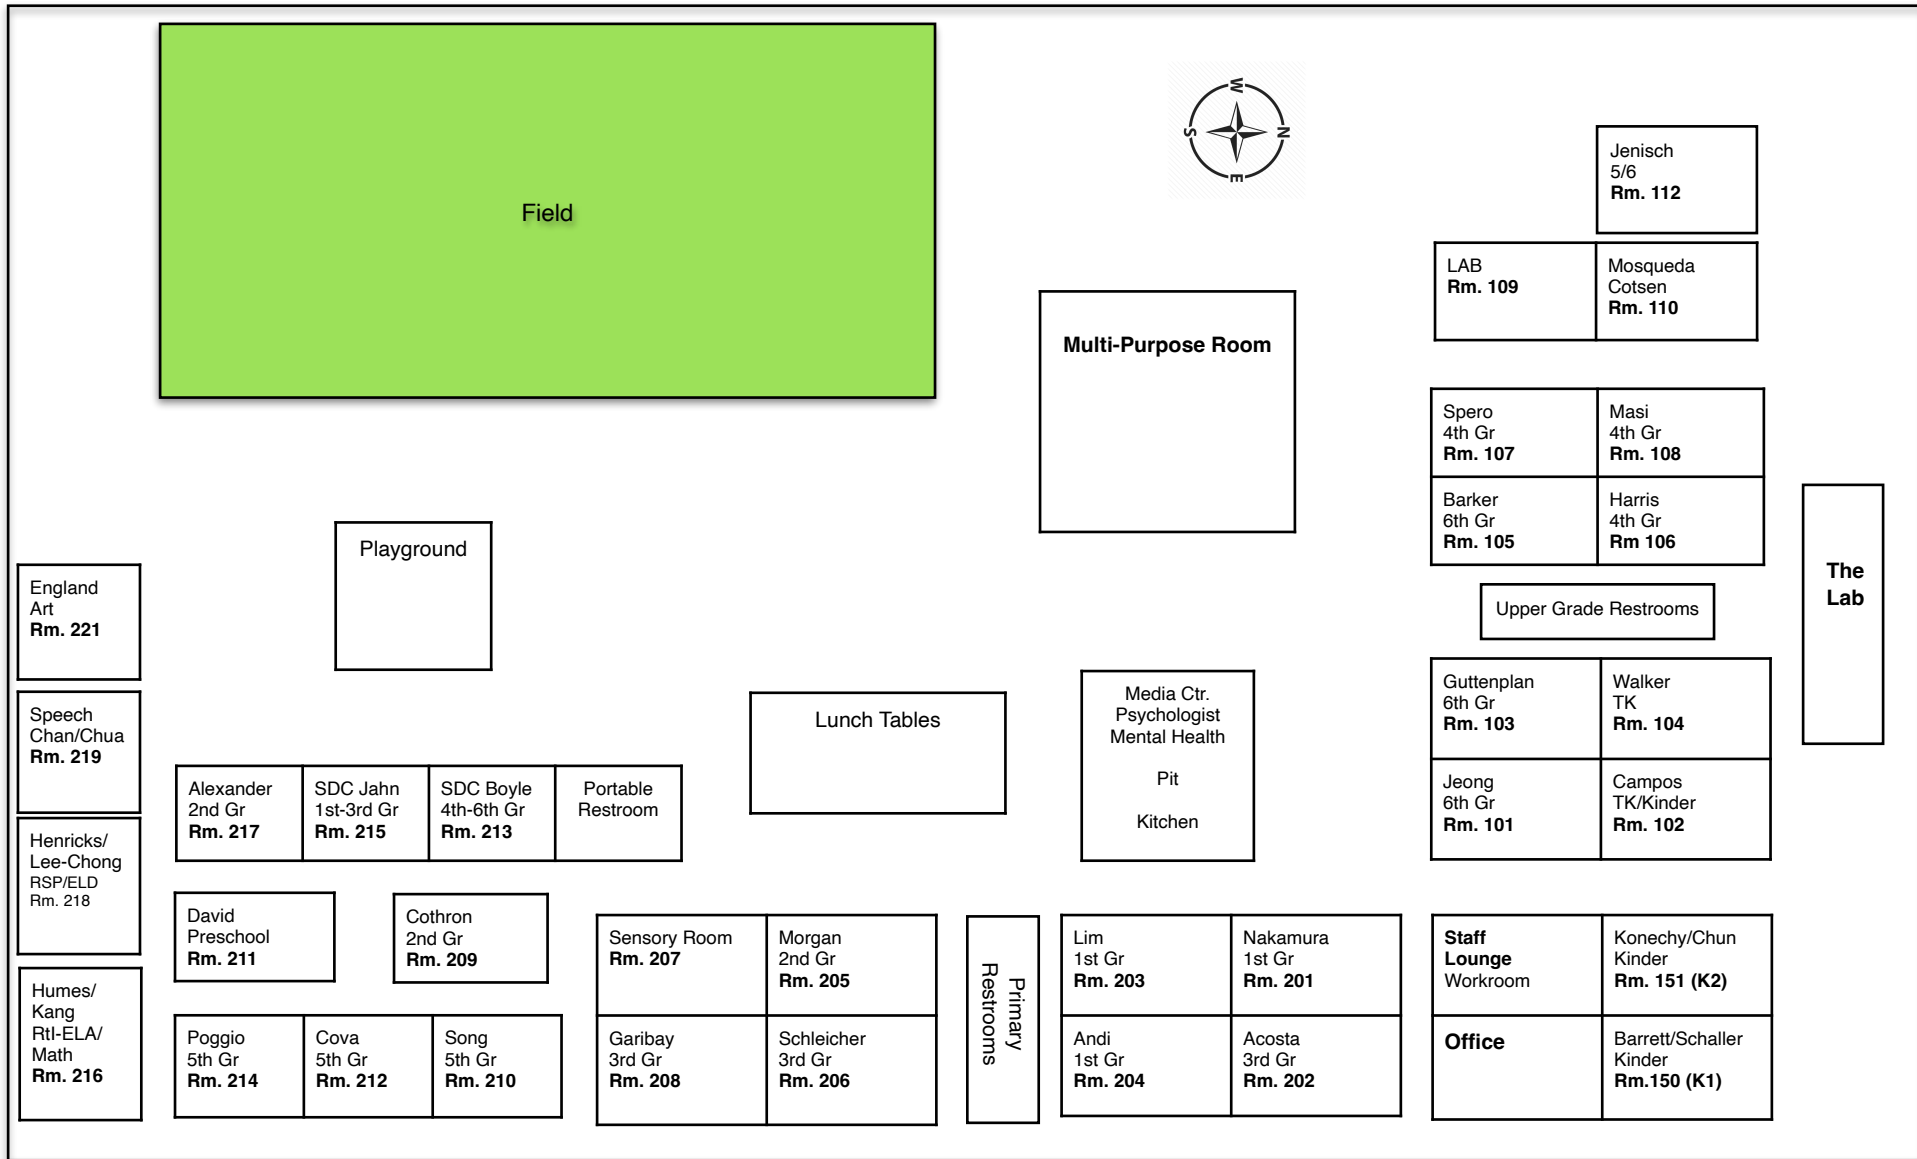 Field
W
S
N
E
Jenisch
5/6
Rm. 112
LAB
Rm. 109
Mosqueda
Cotsen
Rm. 110
Multi-Purpose Room
Spero
4th Gr
Rm. 107
Masi
4th Gr
Rm. 108
Barker
6th Gr
Rm. 105
Harris
4th Gr
Rm 106
The
Lab
Upper Grade Restrooms
Playground
England
Art
Rm. 221
Speech
Chan/Chua
Rm. 219
Henricks/
Lee-Chong
RSP/ELD
Rm. 218
Humes/
Kang
RtI-ELA/
Math
Rm. 216
Lunch Tables
Media Ctr.
Psychologist
Mental Health
Pit
Kitchen
Guttenplan
6th Gr
Rm. 103
Walker
TK
Rm. 104
Jeong
6th Gr
Rm. 101
Campos
TK/Kinder
Rm. 102
Alexander
2nd Gr
Rm. 217
SDC Jahn
1st-3rd Gr
Rm. 215
SDC Boyle
4th-6th Gr
Rm. 213
Portable
Restroom
David
Preschool
Rm. 211
Cothron
2nd Gr
Rm. 209
Poggio
5th Gr
Rm. 214
Cova
5th Gr
Rm. 212
Song
5th Gr
Rm. 210
Sensory Room
Rm. 207
Morgan
2nd Gr
Rm. 205
Garibay
3rd Gr
Rm. 208
Schleicher
3rd Gr
Rm. 206
Primary
Restrooms
Lim
1st Gr
Rm. 203
Nakamura
1st Gr
Rm. 201
Andi
1st Gr
Rm. 204
Acosta
3rd Gr
Rm. 202
Staff
Lounge
Workroom
Konechy/Chun
Kinder
Rm. 151 (K2)
Office
Barrett/Schaller
Kinder
Rm.150 (K1)